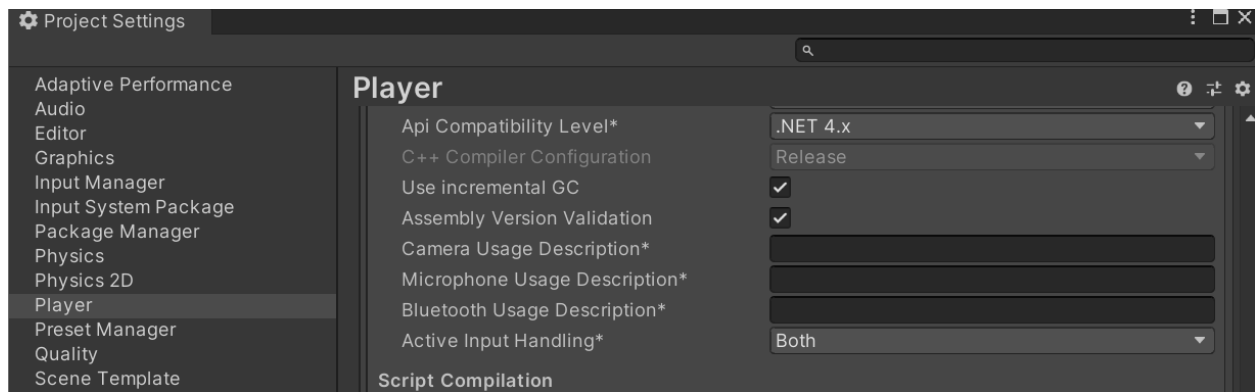 Project Settings
Adaptive Performance
Audio
Editor
Graphics
Input Manager
Input System Package
Package Manager
Physics
Physics 2D
Player
Preset Manager
Quality
Scene Template
Player
Api Compatibility Level* .NET 4.x
C++ Compiler Configuration Release
Use incremental GC
Assembly Version Validation
Camera Usage Description*
Microphone Usage Description*
Bluetooth Usage Description*
Active Input Handling* Both
Script Compilation